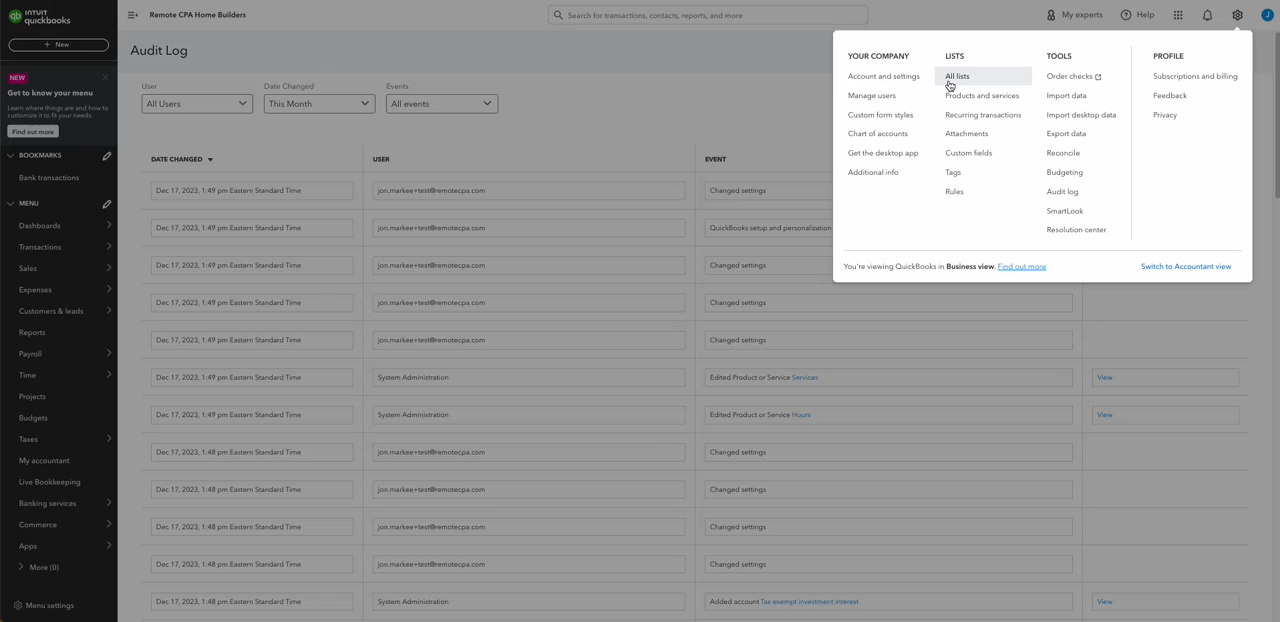 INTUIT
quickbooks
Remote CPA Home Builders
Search for transactions, contacts, reports, and more
My experts
Help
J
+ New
NEW
Get to know your menu
Learn where things are and how to
customize it to fit your needs.
Find out more
BOOKMARKS
Bank transactions
MENU
Dashboards
Transactions
Sales
Expenses
Customers & leads
Reports
Payroll
Time
Projects
Budgets
Taxes
My accountant
Live Bookkeeping
Banking services
Commerce
Apps
More (0)
Menu settings
Audit Log
User
Date Changed
Events
All Users
This Month
All events
DATE CHANGED
USER
EVENT
Dec 17, 2023, 1:49 pm Eastern Standard Time
jon.markee+test@remotecpa.com
Changed settings
Dec 17, 2023, 1:49 pm Eastern Standard Time
jon.markee+test@remotecpa.com
QuickBooks setup and personalization
Dec 17, 2023, 1:49 pm Eastern Standard Time
jon.markee+test@remotecpa.com
Changed settings
Dec 17, 2023, 1:49 pm Eastern Standard Time
jon.markee+test@remotecpa.com
Changed settings
Dec 17, 2023, 1:49 pm Eastern Standard Time
jon.markee+test@remotecpa.com
Changed settings
Dec 17, 2023, 1:49 pm Eastern Standard Time
System Administration
Edited Product or Service Services
View
Dec 17, 2023, 1:49 pm Eastern Standard Time
System Administration
Edited Product or Service Hours
View
Dec 17, 2023, 1:48 pm Eastern Standard Time
jon.markee+test@remotecpa.com
Changed settings
Dec 17, 2023, 1:48 pm Eastern Standard Time
jon.markee+test@remotecpa.com
Changed settings
Dec 17, 2023, 1:48 pm Eastern Standard Time
jon.markee+test@remotecpa.com
Changed settings
Dec 17, 2023, 1:48 pm Eastern Standard Time
jon.markee+test@remotecpa.com
Changed settings
Dec 17, 2023, 1:48 pm Eastern Standard Time
System Administration
Added account Tax exempt investment interest
View
YOUR COMPANY
Account and settings
Manage users
Custom form styles
Chart of accounts
Get the desktop app
Additional info
LISTS
All lists
Products and services
Recurring transactions
Attachments
Custom fields
Tags
Rules
TOOLS
Order checks
Import data
Import desktop data
Export data
Reconcile
Budgeting
Audit log
SmartLook
Resolution center
PROFILE
Subscriptions and billing
Feedback
Privacy
You're viewing QuickBooks in Business view. Find out more
Switch to Accountant view